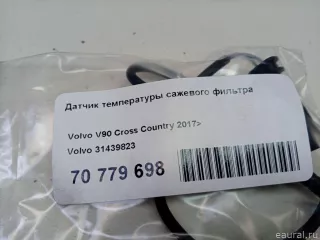 Датчик температуры сажевого фильтра
Volvo V90 Cross Country 2017>
Volvo 31439823
70 779 698
© eaural.ru